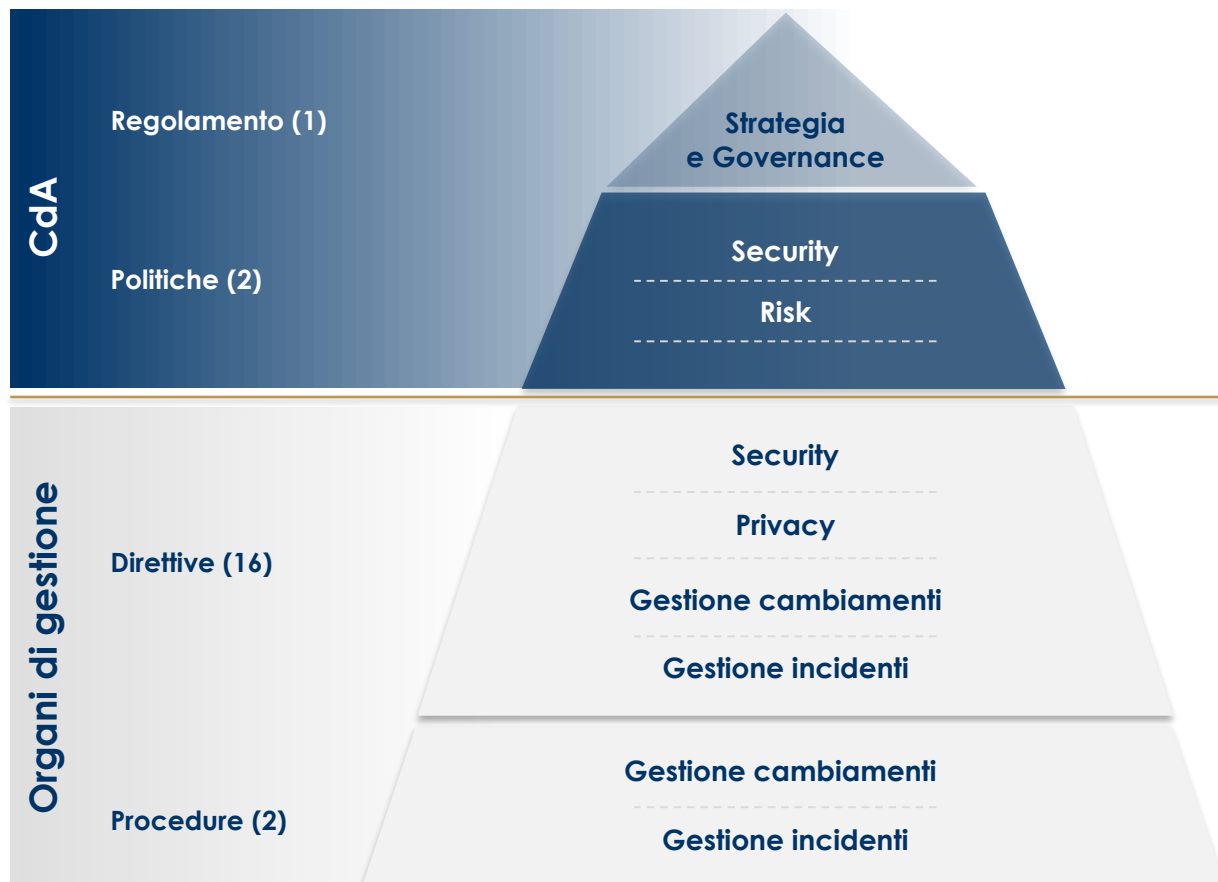 CdA
Regolamento (1)
Strategia
e Governance
Politiche (2)
Security
Risk
Organi di gestione
Direttive (16)
Security
Privacy
Gestione cambiamenti
Gestione incidenti
Procedure (2)
Gestione cambiamenti
Gestione incidenti